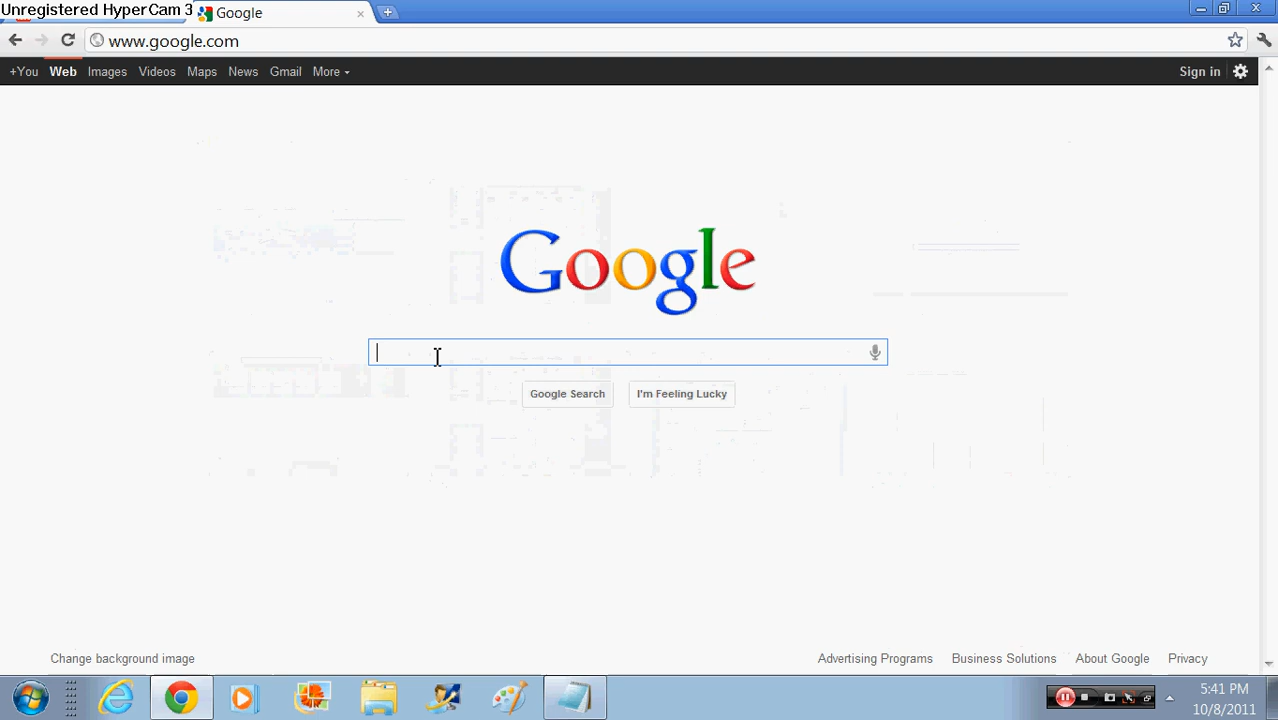 Unregistered HyperCam 3
Google
www.google.com
+You Web Images Videos Maps News Gmail More
Sign in
Google
Google Search
I'm Feeling Lucky
Change background image
Advertising Programs Business Solutions About Google Privacy
5:41 PM
10/8/2011